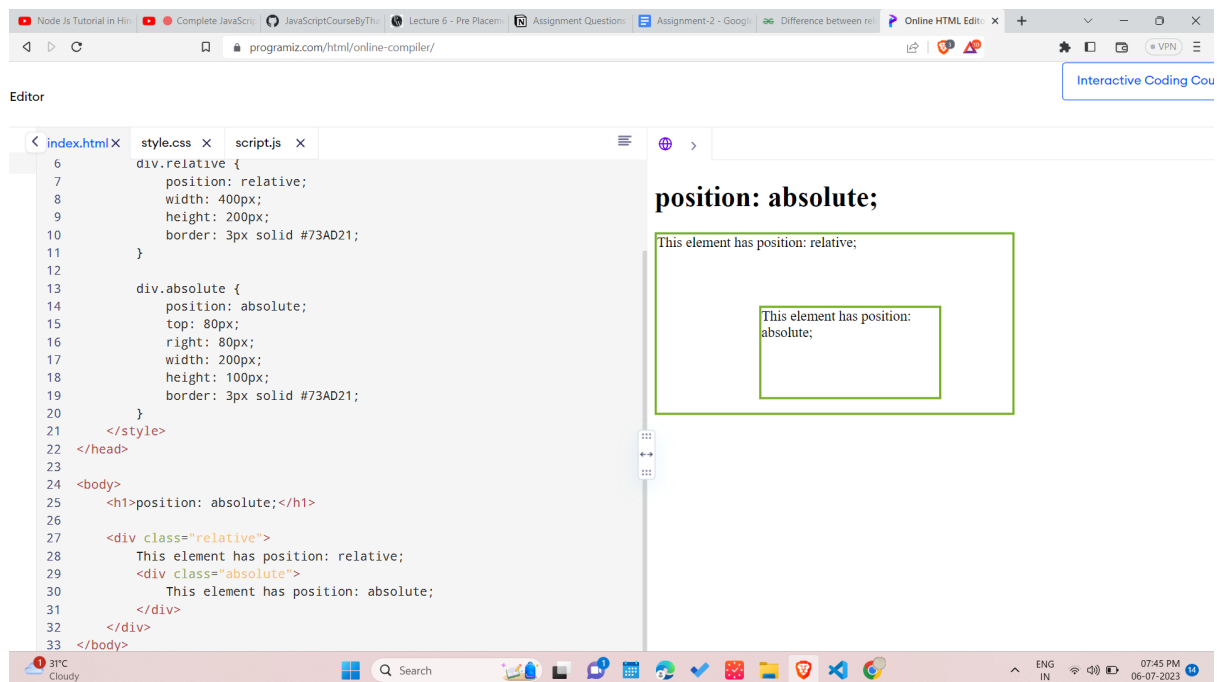 Node Js Tutorial in Hin
Complete JavaScrip
JavaScriptCourseByTha
Lecture 6 - Pre Placem
Assignment Questions
Assignment-2 - Google
Difference between rel
Online HTML Edito
programiz.com/html/online-compiler/
VPN
Interactive Coding Cou
Editor
index.html
style.css
script.js
6 div.relative {
7 position: relative;
8 width: 400px;
9 height: 200px;
10 border: 3px solid #73AD21;
11 }
12
13 div.absolute {
14 position: absolute;
15 top: 80px;
16 right: 80px;
17 width: 200px;
18 height: 100px;
19 border: 3px solid #73AD21;
20 }
21 </style>
22 </head>
23
24 <body>
25 <h1>position: absolute;</h1>
26
27 <div class="relative">
28 This element has position: relative;
29 <div class="absolute">
30 This element has position: absolute;
31 </div>
32 </div>
33 </body>
position: absolute;
This element has position: relative;
This element has position:
absolute;
1
31°C
Cloudy
Search
1
ENG
IN
07:45 PM
06-07-2023
14